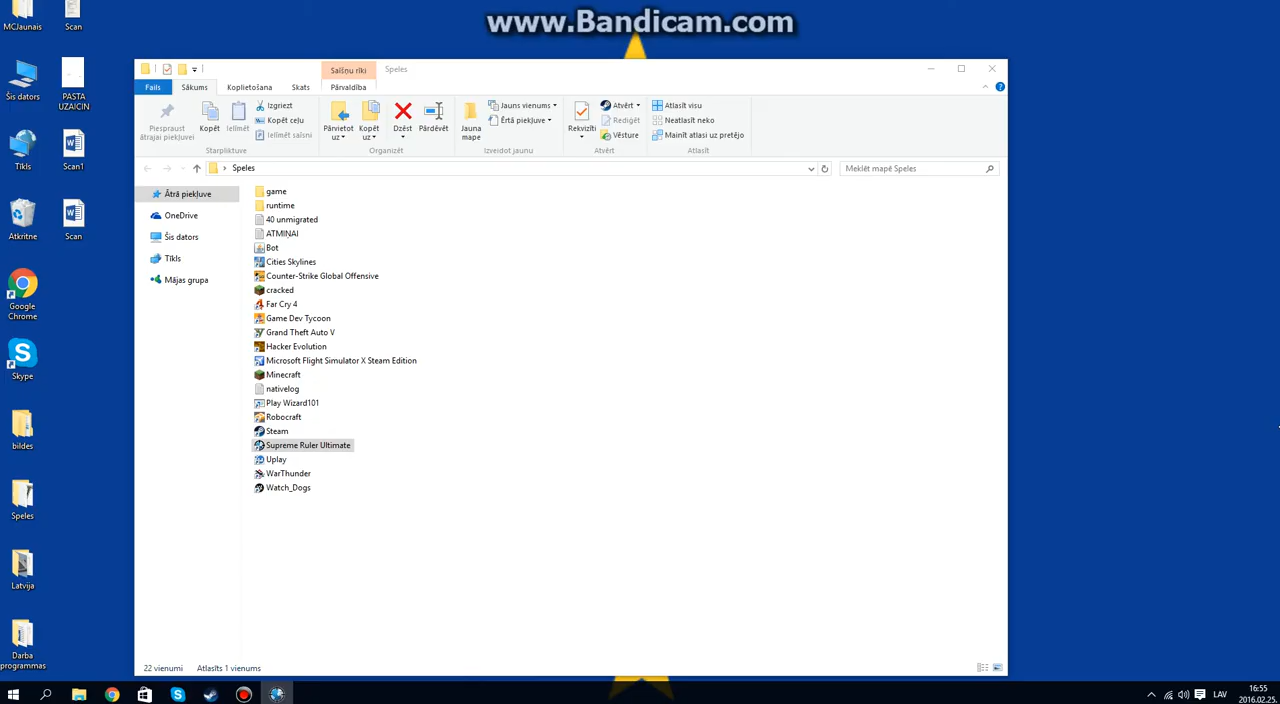 www.Bandicam.com
MCJaunais
Scan
Šis dators
PASTA
UZAICIN
Tīkls
Scan1
Atkritne
Scan
Google
Chrome
Skype
bildes
Speles
Latvija
Darba
programmas
Saišņu rīki
Speles
Fails
Sākums
Koplietošana
Skats
Pārvaldība
Piespraust
ātrajai piekļuvei
Kopēt
Ielīmēt
Izgriezt
Kopēt ceļu
Ielīmēt saīsni
Starpliktuve
Pārvietot
uz
Kopēt
uz
Dzēst
Pārdēvēt
Organizēt
Jauna
mape
Jauns vienums
Ērtā piekļuve
Izveidot jaunu
Rekvizīti
Atvērt
Rediģēt
Vēsture
Atvērt
Atlasīt visu
Neatlasīt neko
Mainīt atlasi uz pretējo
Atlasīt
Speles
Meklēt mapē Speles
Ātrā piekļuve
OneDrive
Šis dators
Tīkls
Mājas grupa
game
runtime
40 unmigrated
ATMIŅAI
Bot
Cities Skylines
Counter-Strike Global Offensive
cracked
Far Cry 4
Game Dev Tycoon
Grand Theft Auto V
Hacker Evolution
Microsoft Flight Simulator X Steam Edition
Minecraft
nativelog
Play Wizard101
Robocraft
Steam
Supreme Ruler Ultimate
Uplay
WarThunder
Watch_Dogs
22 vienumi
Atlasīts 1 vienums
LAV
16:55
2016.02.25.